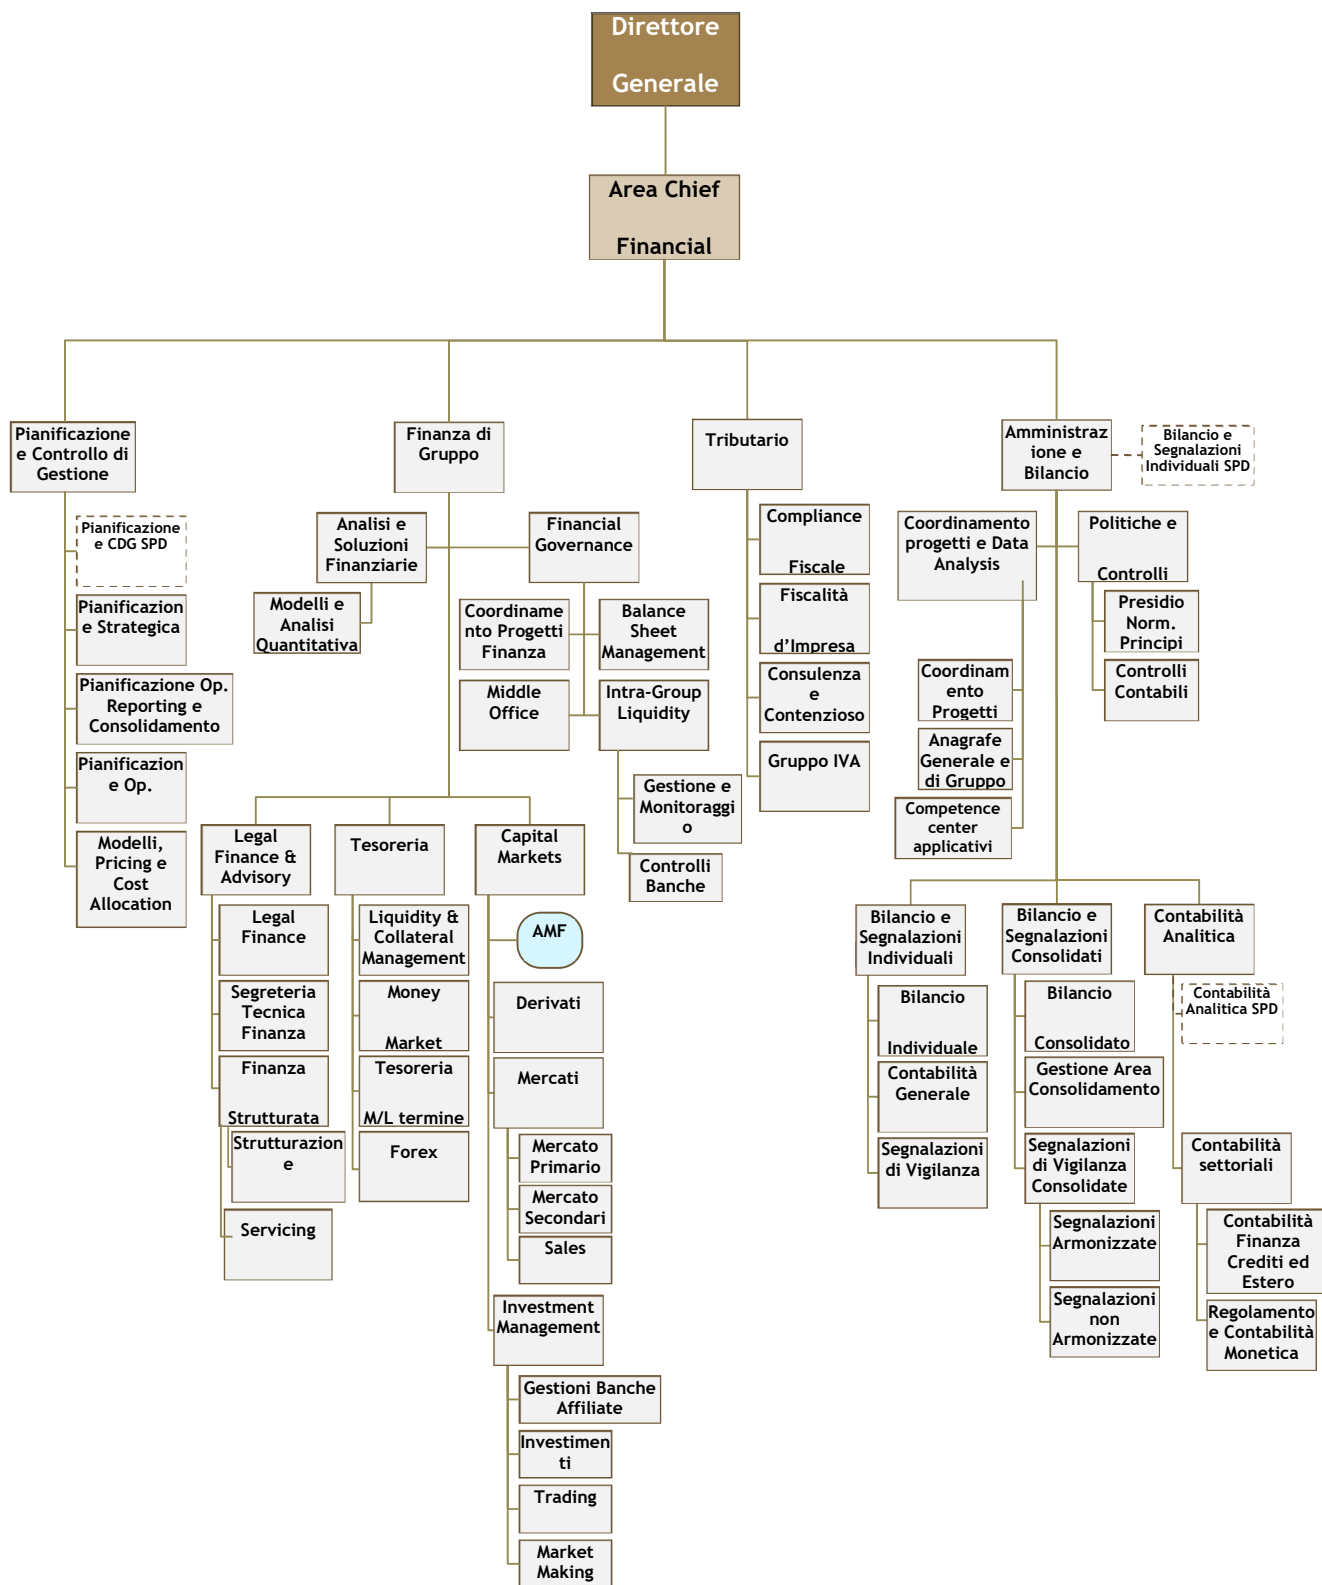 Direttore
Generale
Area Chief
Financial
Pianificazione
e Controllo di
Gestione
Pianificazione
e CDG SPD
Pianificazion
e Strategica
Pianificazione Op.
Reporting e
Consolidamento
Pianificazion
e Op.
Modelli,
Pricing e
Cost
Allocation
Finanza di
Gruppo
Analisi e
Soluzioni
Finanziarie
Modelli e
Analisi
Quantitativa
Financial
Governance
Coordiname
nto Progetti
Finanza
Balance
Sheet
Management
Middle
Office
Intra-Group
Liquidity
Gestione e
Monitoraggi
o
Controlli
Banche
Legal
Finance &
Advisory
Legal
Finance
Segreteria
Tecnica
Finanza
Finanza
Strutturata
Strutturazion
e
Servicing
Tesoreria
Liquidity &
Collateral
Management
Money
Market
Tesoreria
M/L termine
Forex
Capital
Markets
AMF
Derivati
Mercati
Mercato
Primario
Mercato
Secondari
Sales
Investment
Management
Gestioni Banche
Affiliate
Investimen
ti
Trading
Market
Making
Tributario
Compliance
Fiscale
Fiscalità
d’Impresa
Consulenza
e
Contenzioso
Gruppo IVA
Amministraz
ione e
Bilancio
Bilancio e
Segnalazioni
Individuali SPD
Coordinamento
progetti e Data
Analysis
Coordinam
ento
Progetti
Anagrafe
Generale e
di Gruppo
Competence
center
applicativi
Politiche e
Controlli
Presidio
Norm.
Principi
Controlli
Contabili
Bilancio e
Segnalazioni
Individuali
Bilancio
Individuale
Contabilità
Generale
Segnalazioni
di Vigilanza
Bilancio e
Segnalazioni
Consolidati
Bilancio
Consolidato
Gestione Area
Consolidamento
Segnalazioni
di Vigilanza
Consolidate
Segnalazioni
Armonizzate
Segnalazioni
non
Armonizzate
Contabilità
Analitica
Contabilità
Analitica SPD
Contabilità
settoriali
Contabilità
Finanza
Crediti ed
Estero
Regolamento
e Contabilità
Monetica